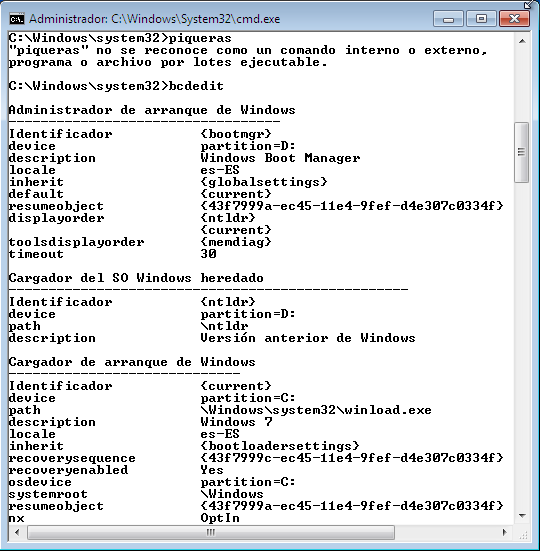 Administrador: C:\Windows\System32\cmd.exe
C:\Windows\system32>piqueras
"piqueras" no se reconoce como un comando interno o externo,
programa o archivo por lotes ejecutable.
C:\Windows\system32>bcdedit
Administrador de arranque de Windows
----------------------------------
Identificador           {bootmgr}
device                  partition=D:
description             Windows Boot Manager
locale                  es-ES
inherit                 {globalsettings}
default                 {current}
resumeobject            {43f7999a-ec45-11e4-9fef-d4e307c0334f}
displayorder            {ntldr}
                        {current}
toolsdisplayorder       {memdiag}
timeout                 30
Cargador del SO Windows heredado
--------------------------------------------------
Identificador           {ntldr}
device                  partition=D:
path                    \ntldr
description             Versión anterior de Windows
Cargador de arranque de Windows
-----------------------------
Identificador           {current}
device                  partition=C:
path                    \Windows\system32\winload.exe
description             Windows 7
locale                  es-ES
inherit                 {bootloadersettings}
recoverysequence        {43f7999c-ec45-11e4-9fef-d4e307c0334f}
recoveryenabled         Yes
osdevice                partition=C:
systemroot              \Windows
resumeobject            {43f7999a-ec45-11e4-9fef-d4e307c0334f}
nx                      OptIn